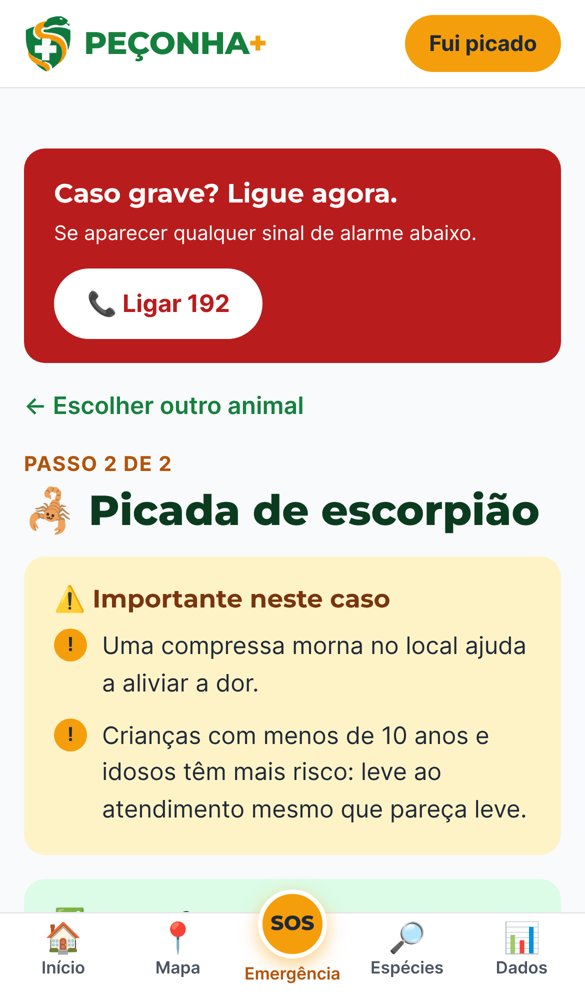 PEÇONHA+
Fui picado
Caso grave? Ligue agora.
Se aparecer qualquer sinal de alarme abaixo.
Ligar 192
← Escolher outro animal
PASSO 2 DE 2
Picada de escorpião
Importante neste caso
! Uma compressa morna no local ajuda
a aliviar a dor.
! Crianças com menos de 10 anos e
idosos têm mais risco: leve ao
atendimento mesmo que pareça leve.
SOS
Início
Mapa
Emergência
Espécies
Dados